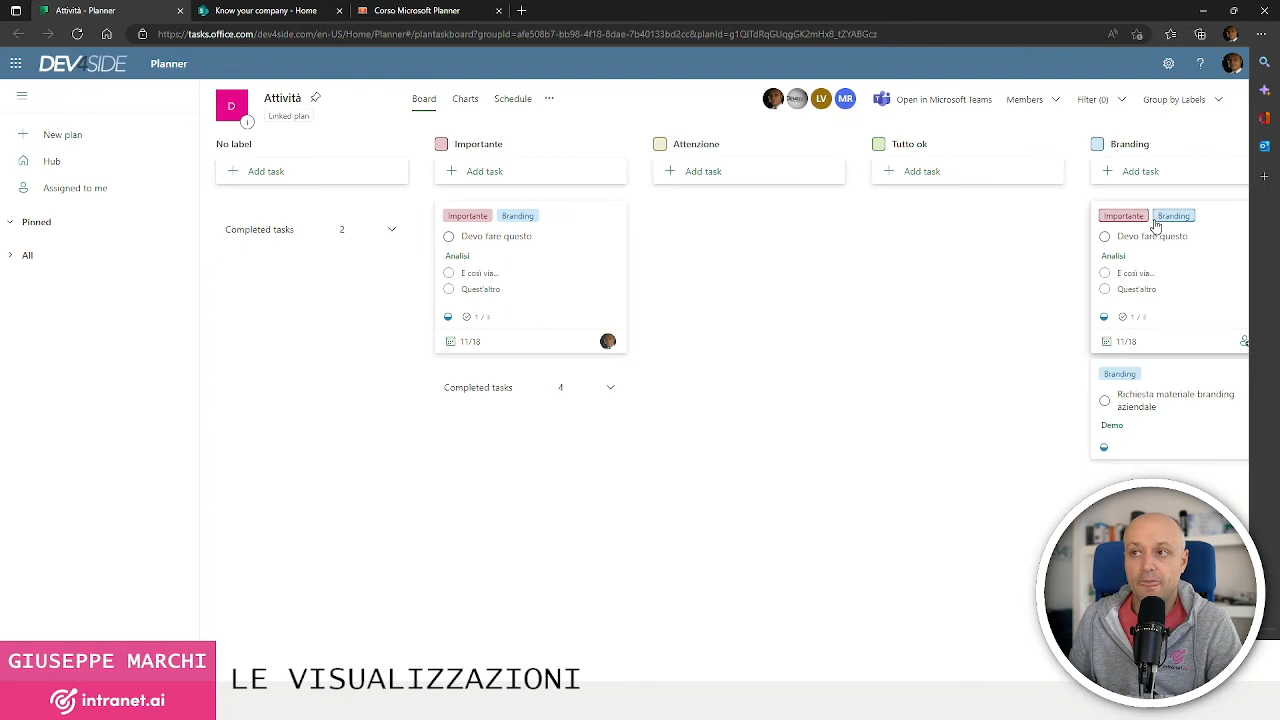 Attività - Planner
Know your company - Home
Corso Microsoft Planner
https://tasks.office.com/dev4side.com/en-US/Home/Planner#/plantaskboard?groupId=afe508b7-bb98-4f18-8dae-7b40133bd2cc&planId=g1QITdRqGUqgGK2mHx8_tZYABGcz
DEV4SIDE
Planner
New plan
Hub
Assigned to me
Pinned
All
D
Attività
Linked plan
Board
Charts
Schedule
LV
MR
Open in Microsoft Teams
Members
Filter (0)
Group by Labels
No label
Add task
Completed tasks 2
Importante
Add task
Importante Branding
Devo fare questo
Analisi
E così via...
Quest'altro
1 / 3
11/18
Completed tasks 4
Attenzione
Add task
Tutto ok
Add task
Branding
Add task
Importante Branding
Devo fare questo
Analisi
E così via...
Quest'altro
1 / 3
11/18
Branding
Richiesta materiale branding
aziendale
Demo
GIUSEPPE MARCHI
intranet.ai
LE VISUALIZZAZIONI